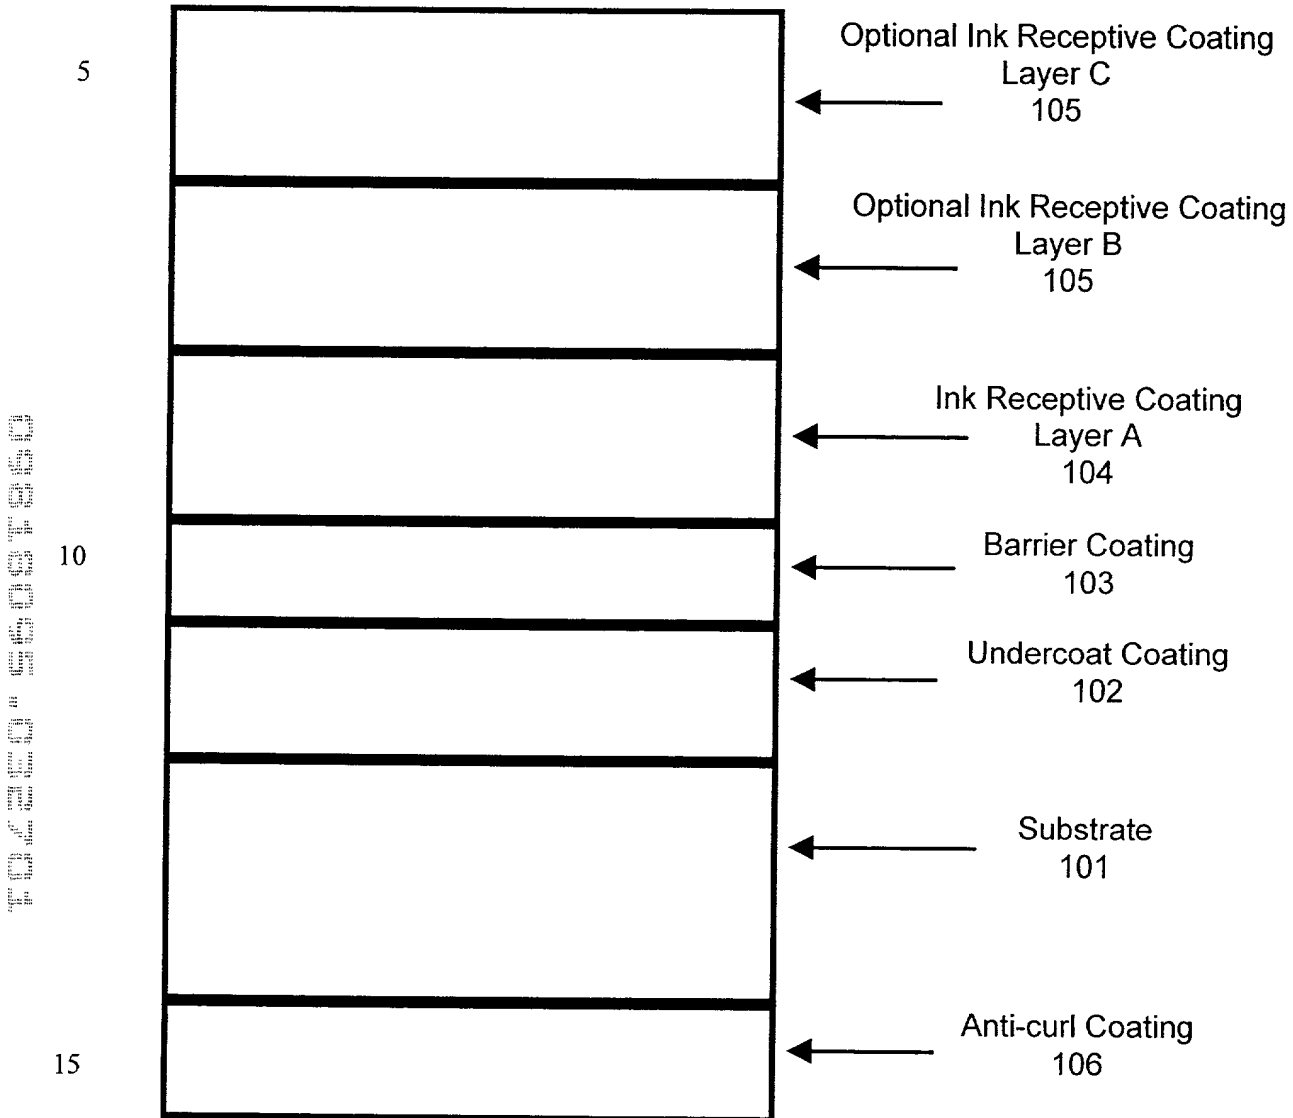 5
Optional Ink Receptive Coating
Layer C
105
Optional Ink Receptive Coating
Layer B
105
Ink Receptive Coating
Layer A
104
10
Barrier Coating
103
Undercoat Coating
102
Substrate
101
Anti-curl Coating
106
15